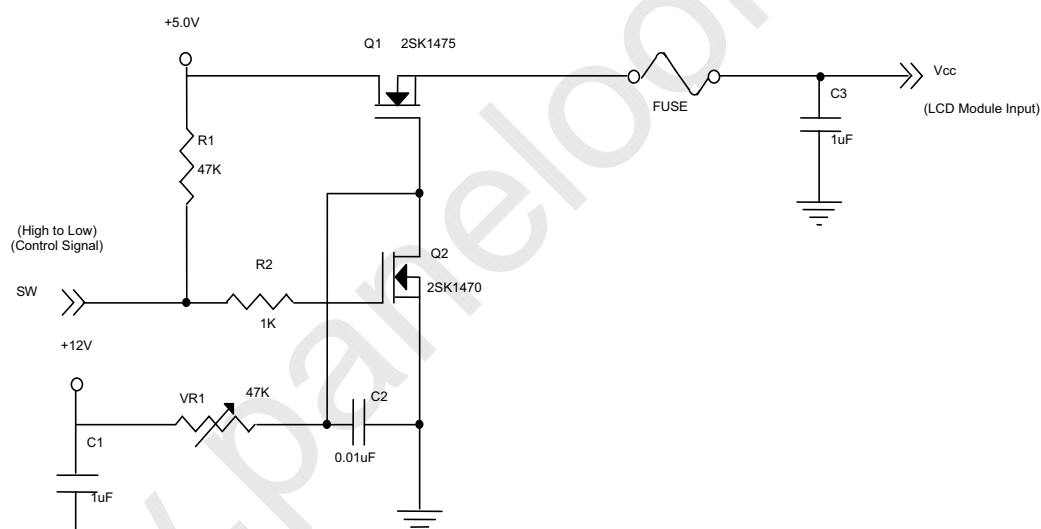 +5.0V
Q1 2SK1475
Vcc
C3
FUSE
(LCD Module Input)
1uF
R1
47K
(High to Low)
(Control Signal)
Q2
R2
SW
2SK1470
1K
+12V
VR1
47K
C2
C1
0.01uF
1uF
.paneloo